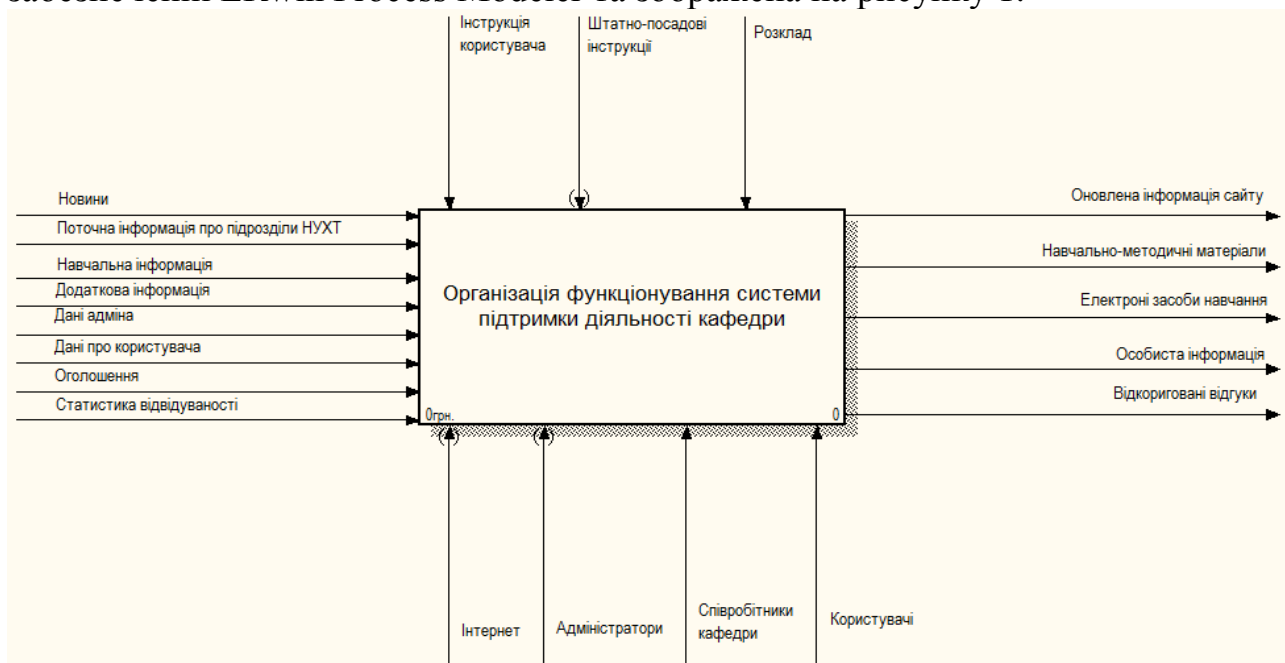 забезпеченні ERWin Process Modeler та зображена на рисунку 1.
Інструкція
користувача
Штатно-посадові
інструкції
Розклад
Новини
Поточна інформація про підрозділи НУХТ
Навчальна інформація
Додаткова інформація
Дані адміна
Дані про користувача
Оголошення
Статистика відвідуваності
Організація функціонування системи
підтримки діяльності кафедри
0грн.
0
Оновлена інформація сайту
Навчально-методичні матеріали
Електроні засоби навчання
Особиста інформація
Відкориговані відгуки
Інтернет
Адміністратори
Співробітники
кафедри
Користувачі